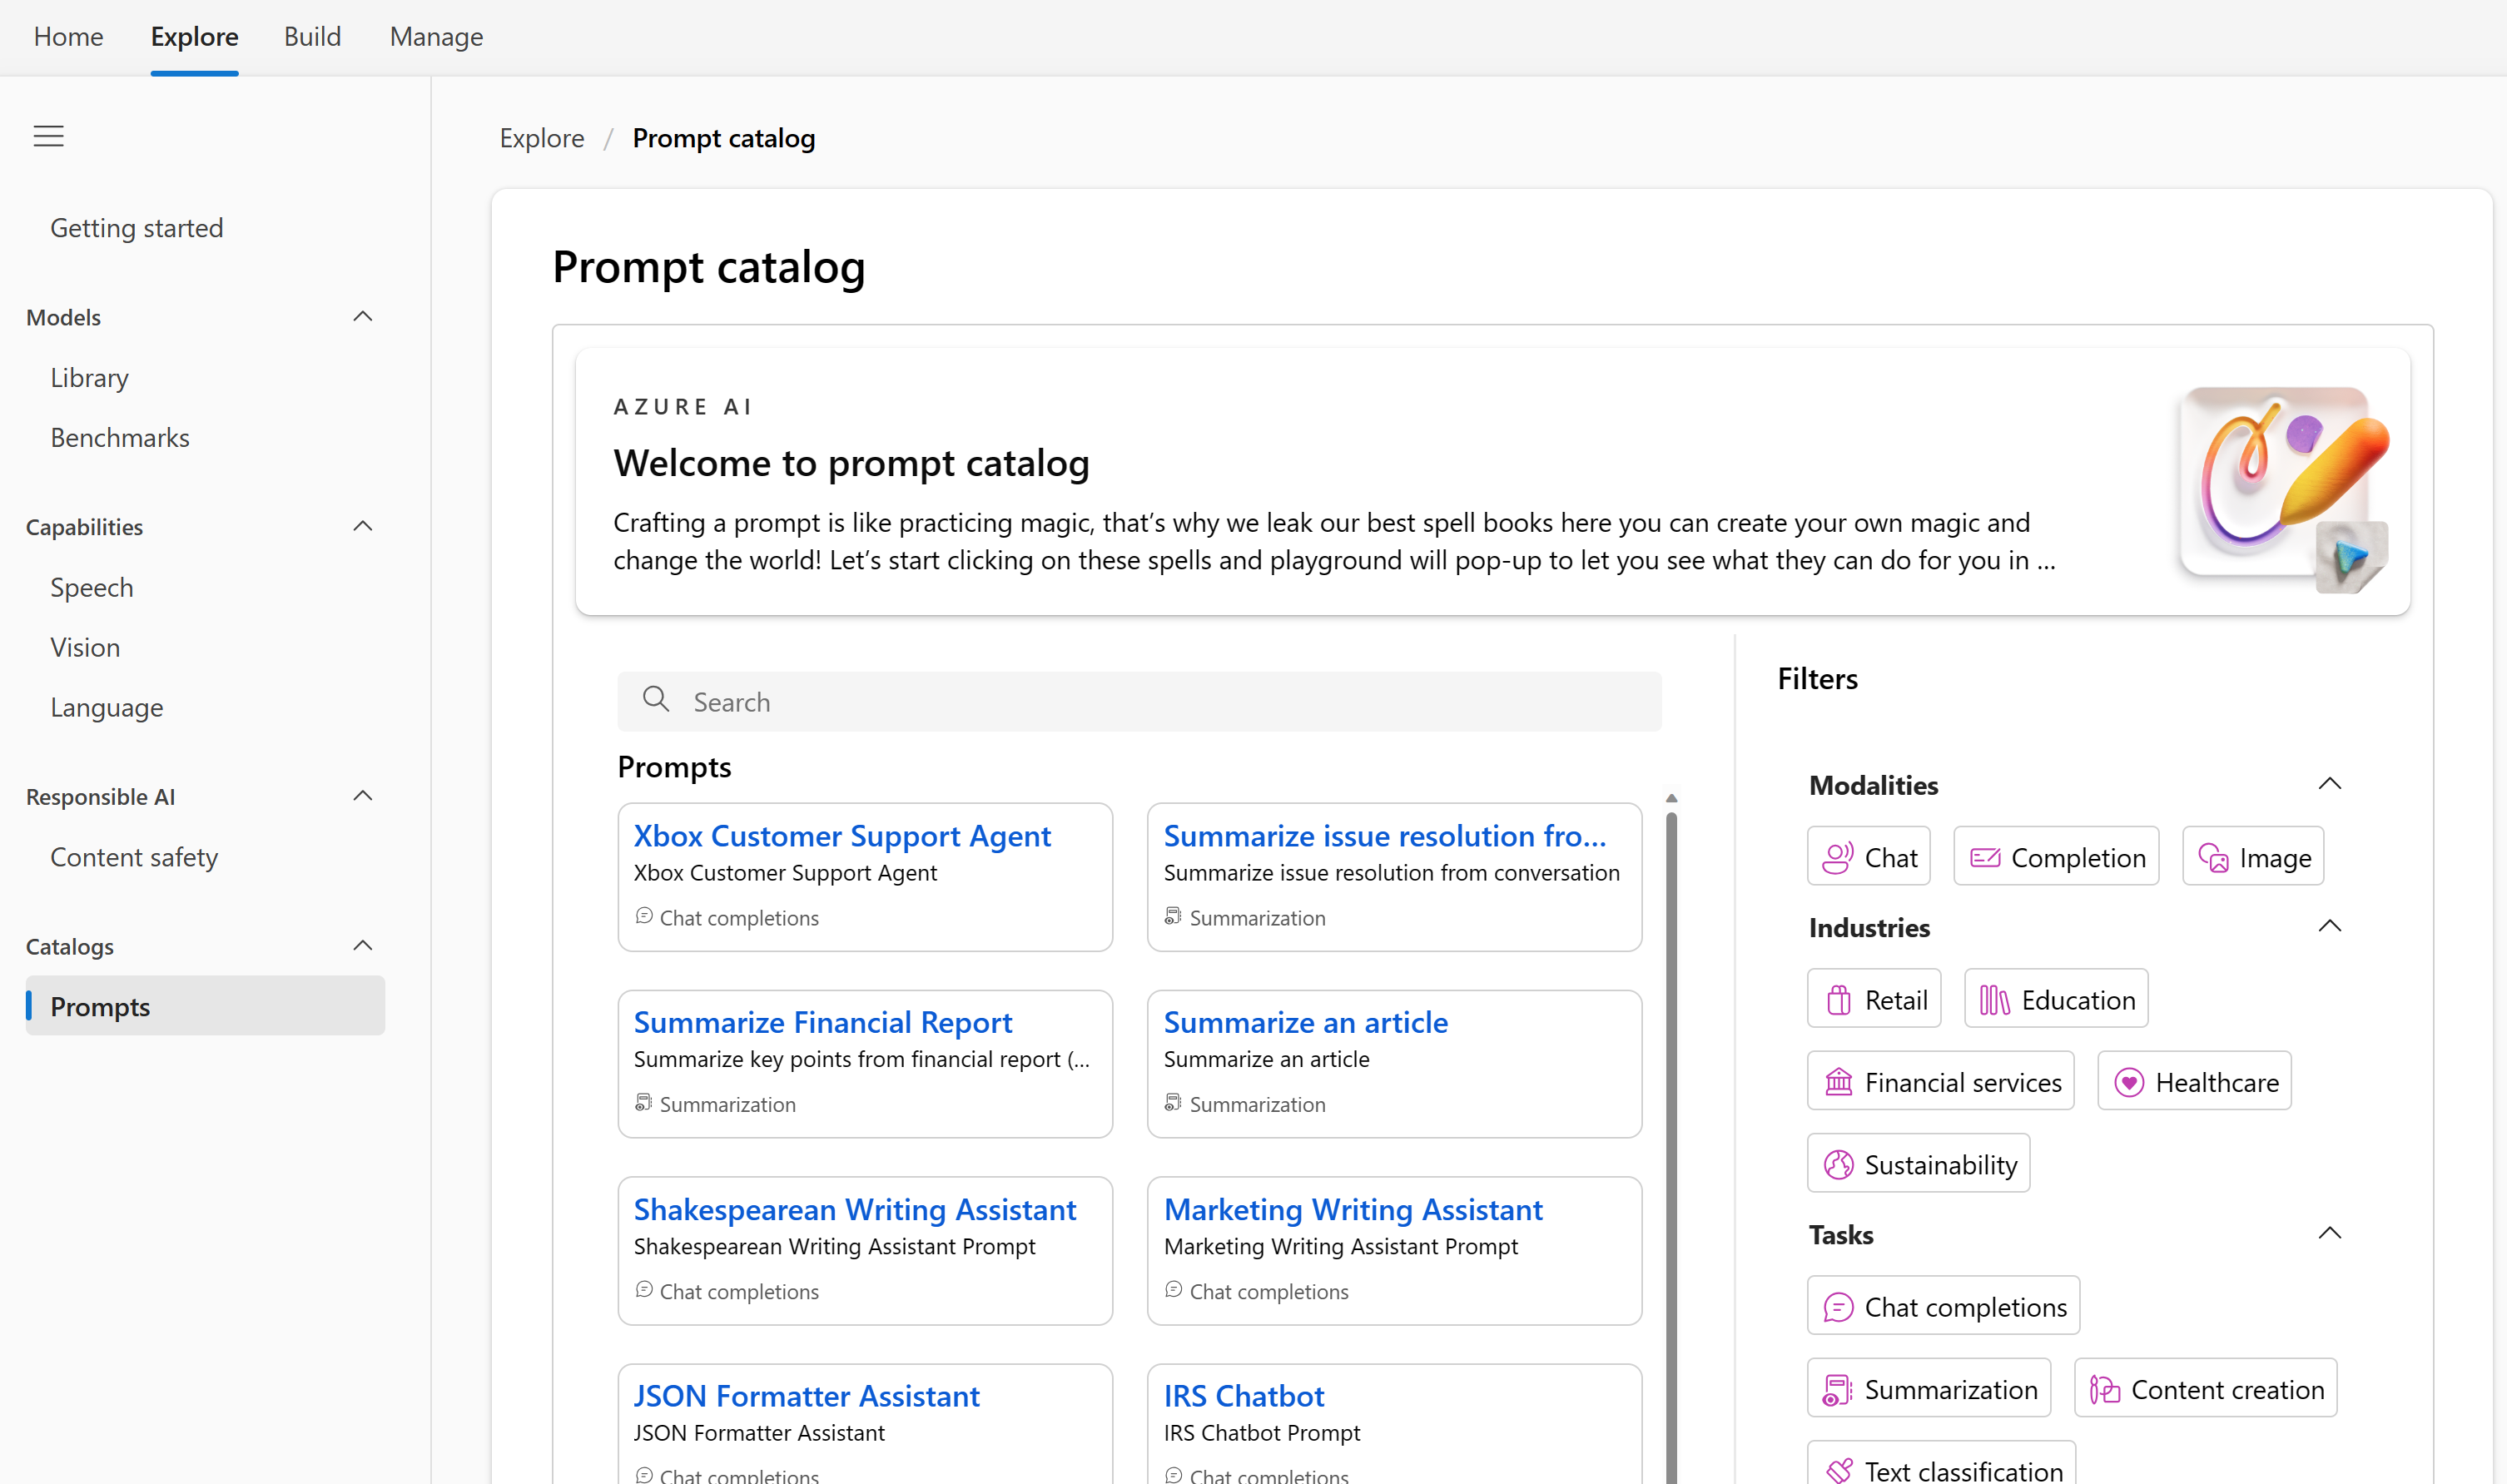 Home Explore Build Manage
Getting started
Models
Library
Benchmarks
Capabilities
Speech
Vision
Language
Responsible AI
Content safety
Catalogs
Prompts
Explore / Prompt catalog
Prompt catalog
AZURE AI
Welcome to prompt catalog
Crafting a prompt is like practicing magic, that’s why we leak our best spell books here you can create your own magic and
change the world! Let’s start clicking on these spells and playground will pop-up to let you see what they can do for you in ...
Search
Prompts
Xbox Customer Support Agent
Xbox Customer Support Agent
Chat completions
Summarize issue resolution fro...
Summarize issue resolution from conversation
Summarization
Summarize Financial Report
Summarize key points from financial report (...
Summarization
Summarize an article
Summarize an article
Summarization
Shakespearean Writing Assistant
Shakespearean Writing Assistant Prompt
Chat completions
Marketing Writing Assistant
Marketing Writing Assistant Prompt
Chat completions
JSON Formatter Assistant
JSON Formatter Assistant
Chat completions
IRS Chatbot
IRS Chatbot Prompt
Chat completions
Filters
Modalities
Chat Completion Image
Industries
Retail Education
Financial services Healthcare
Sustainability
Tasks
Chat completions
Summarization Content creation
Text classification